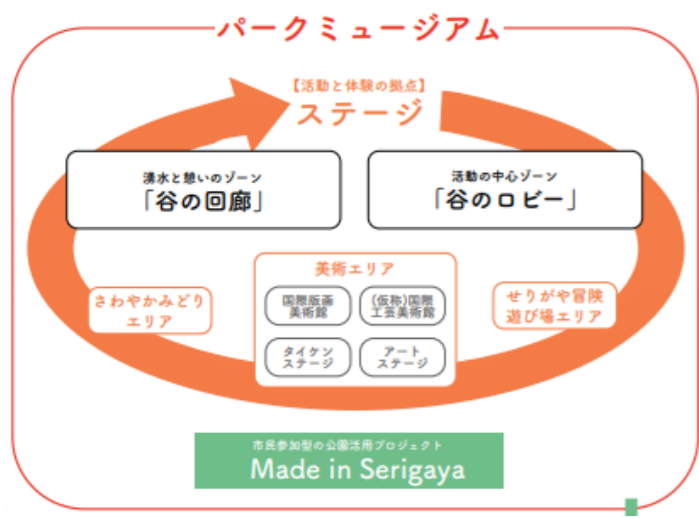 パークミュージアム
【活動と体験の拠点】
ステージ
湧水と憩いのゾーン
「谷の回廊」
活動の中心ゾーン
「谷のロビー」
さわやかみどり
エリア
美術エリア
国際版画
美術館
(仮称)国際
工芸美術館
タイケン
ステージ
アート
ステージ
せりがや冒険
遊び場エリア
市民参加型の公園活用プロジェクト
Made in Serigaya